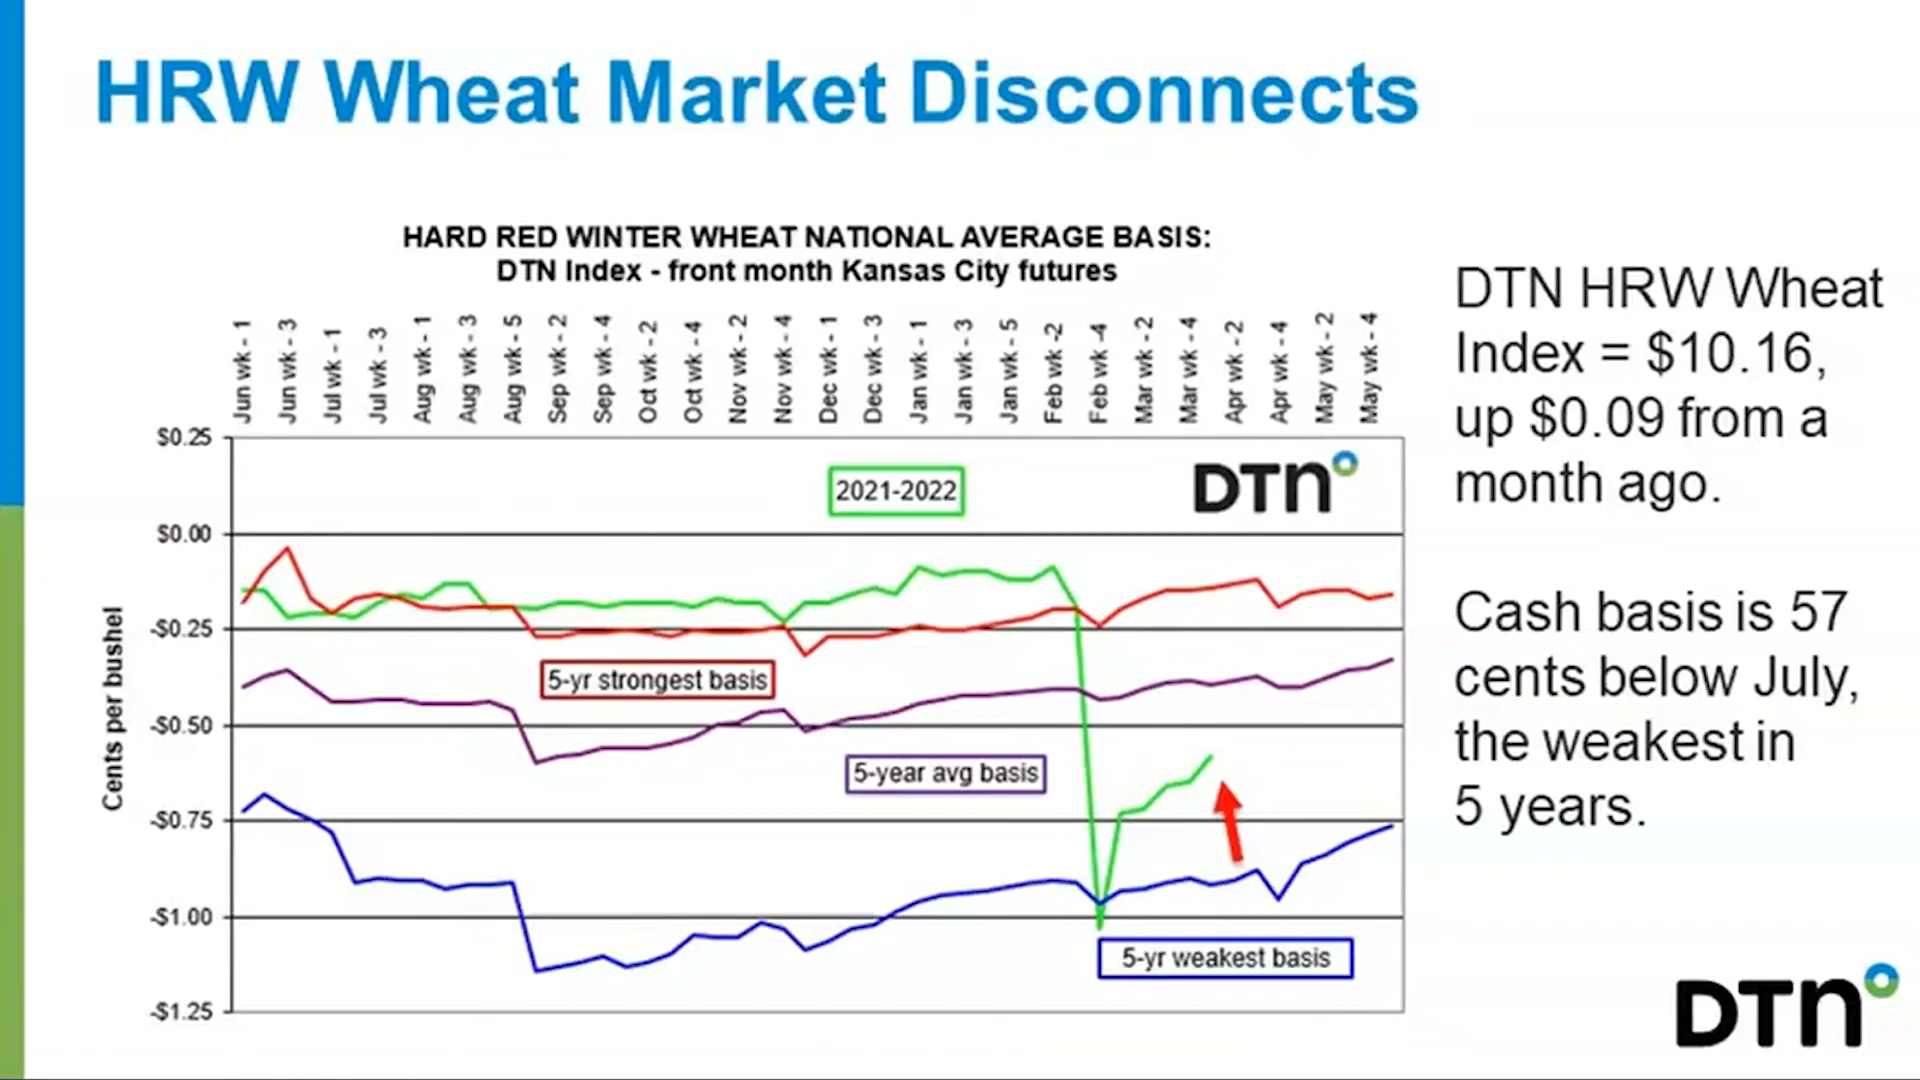 HRW Wheat Market Disconnects
HARD RED WINTER WHEAT NATIONAL AVERAGE BASIS:
DTN Index - front month Kansas City futures
Jun wk - 1
Jun wk - 3
Jul wk - 1
Jul wk - 3
Aug wk - 1
Aug wk - 3
Aug wk - 5
Sep wk - 2
Sep wk - 4
Oct wk - 2
Oct wk - 4
Nov wk - 2
Nov wk - 4
Dec wk - 1
Dec wk - 3
Jan wk - 1
Jan wk - 3
Jan wk - 5
Feb wk -2
Feb wk -4
Mar wk - 2
Mar wk - 4
Apr wk - 2
Apr wk - 4
May wk - 2
May wk - 4
$0.25
$0.00
-$0.25
-$0.50
-$0.75
-$1.00
-$1.25
Cents per bushel
2021-2022
DTN
5-yr strongest basis
5-year avg basis
5-yr weakest basis
DTN HRW Wheat
Index = $10.16,
up $0.09 from a
month ago.
Cash basis is 57
cents below July,
the weakest in
5 years.
DTN